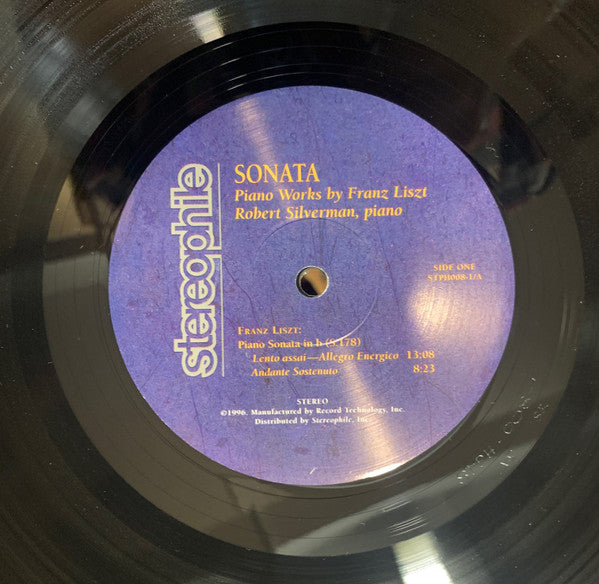 stereophile
SONATA
Piano Works by Franz Liszt
Robert Silverman, piano
SIDE ONE
STPH008-1/A
FRANZ LISZT:
Piano Sonata in b (S.178)
Lento assai—Allegro Energico 13:08
Andante Sostenuto 8:23
STEREO
©1996. Manufactured by Record Technology, Inc.
Distributed by Stereophile, Inc.